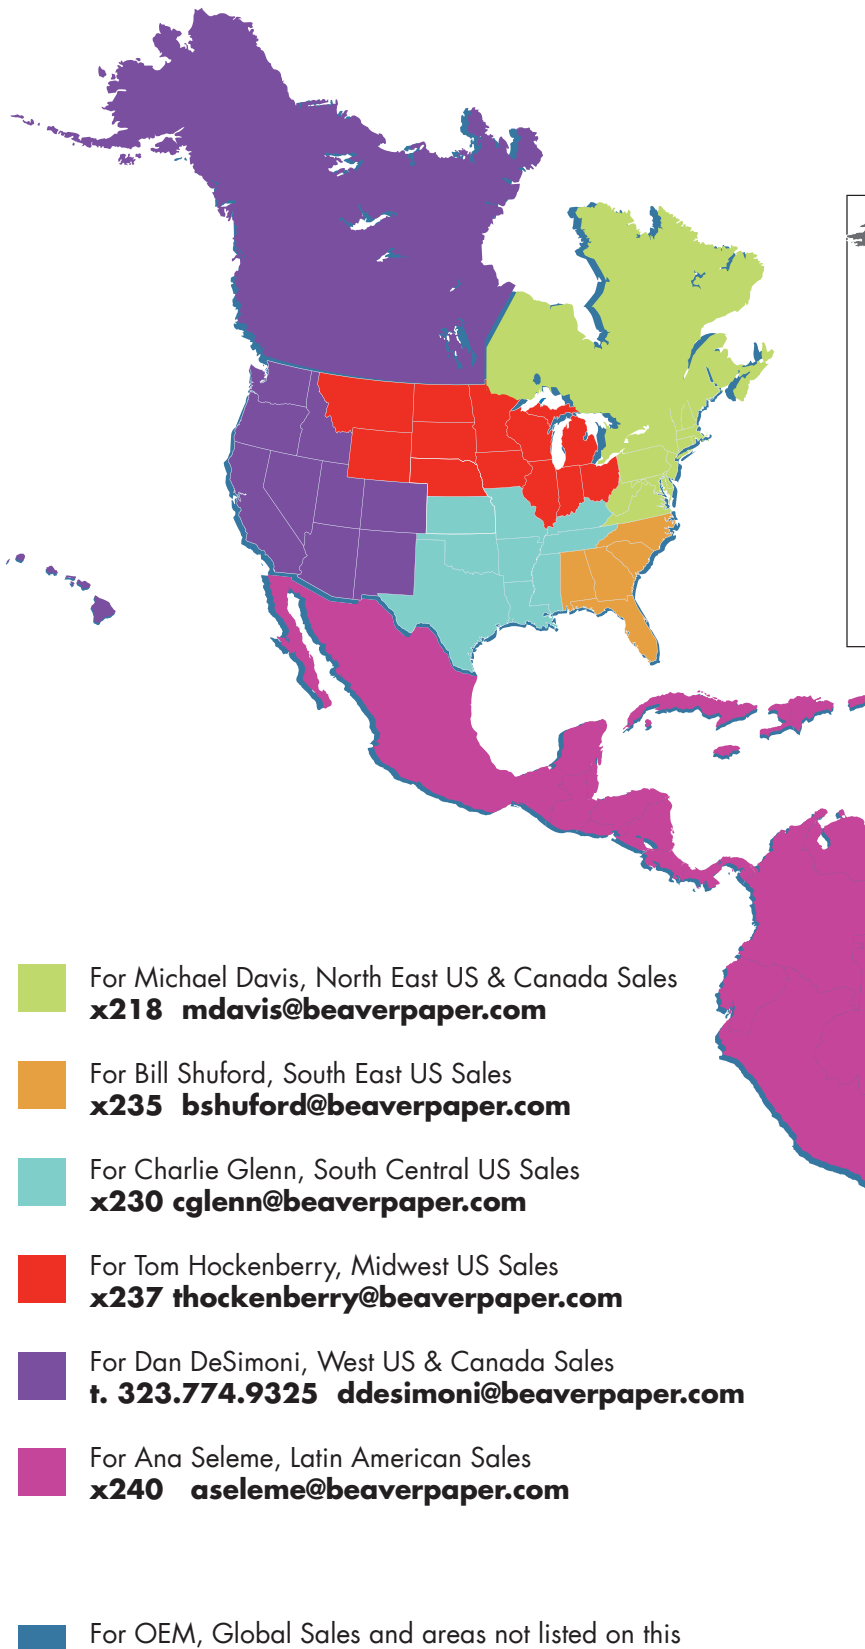 For Michael Davis, North East US & Canada Sales
x218 mdavis@beaverpaper.com
For Bill Shuford, South East US Sales
x235 bshuford@beaverpaper.com
For Charlie Glenn, South Central US Sales
x230 cglenn@beaverpaper.com
For Tom Hockenberry, Midwest US Sales
x237 thockenberry@beaverpaper.com
For Dan DeSimoni, West US & Canada Sales
t. 323.774.9325 ddesimoni@beaverpaper.com
For Ana Seleme, Latin American Sales
x240 aseleme@beaverpaper.com
For OEM, Global Sales and areas not listed on this